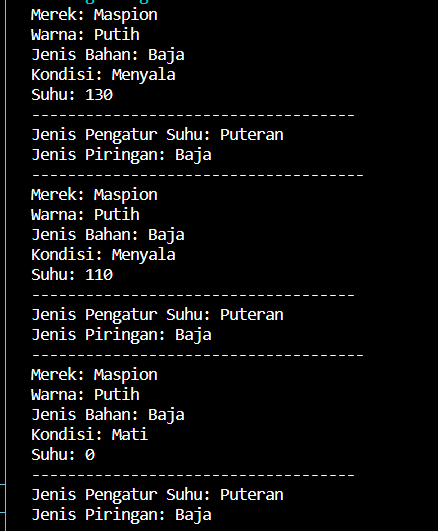 Merek: Maspion
Warna: Putih
Jenis Bahan: Baja
Kondisi: Menyala
Suhu: 130
------------------------------------
Jenis Pengatur Suhu: Puteran
Jenis Piringan: Baja
-------------------------------------
Merek: Maspion
Warna: Putih
Jenis Bahan: Baja
Kondisi: Menyala
Suhu: 110
------------------------------------
Jenis Pengatur Suhu: Puteran
Jenis Piringan: Baja
-------------------------------------
Merek: Maspion
Warna: Putih
Jenis Bahan: Baja
Kondisi: Mati
Suhu: 0
------------------------------------
Jenis Pengatur Suhu: Puteran
Jenis Piringan: Baja